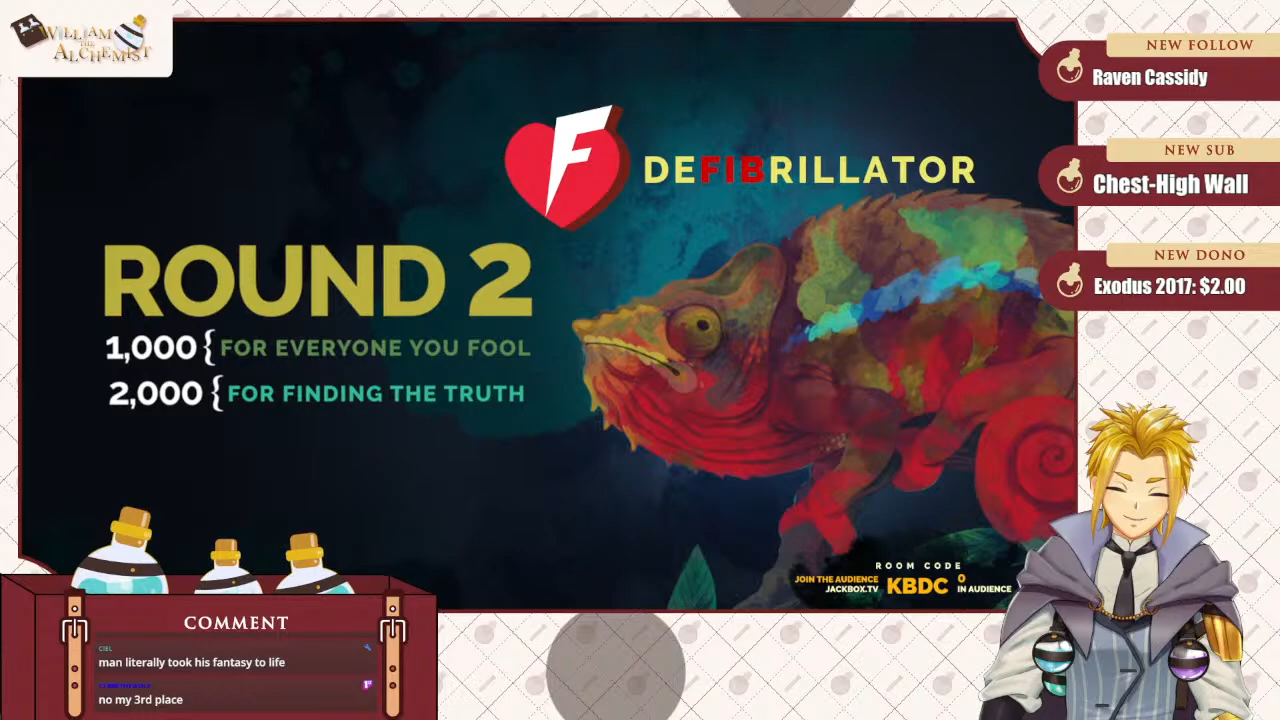 WILLIAM
THE
ALCHEMIST
DEFIBRILLATOR
ROUND 2
1,000 { FOR EVERYONE YOU FOOL
2,000 { FOR FINDING THE TRUTH
ROOM CODE
JOIN THE AUDIENCE
JACKBOX.TV
KBDC
0
IN AUDIENCE
NEW FOLLOW
Raven Cassidy
NEW SUB
Chest-High Wall
NEW DONO
Exodus 2017: $2.00
COMMENT
CIEL
man literally took his fantasy to life
no my 3rd place